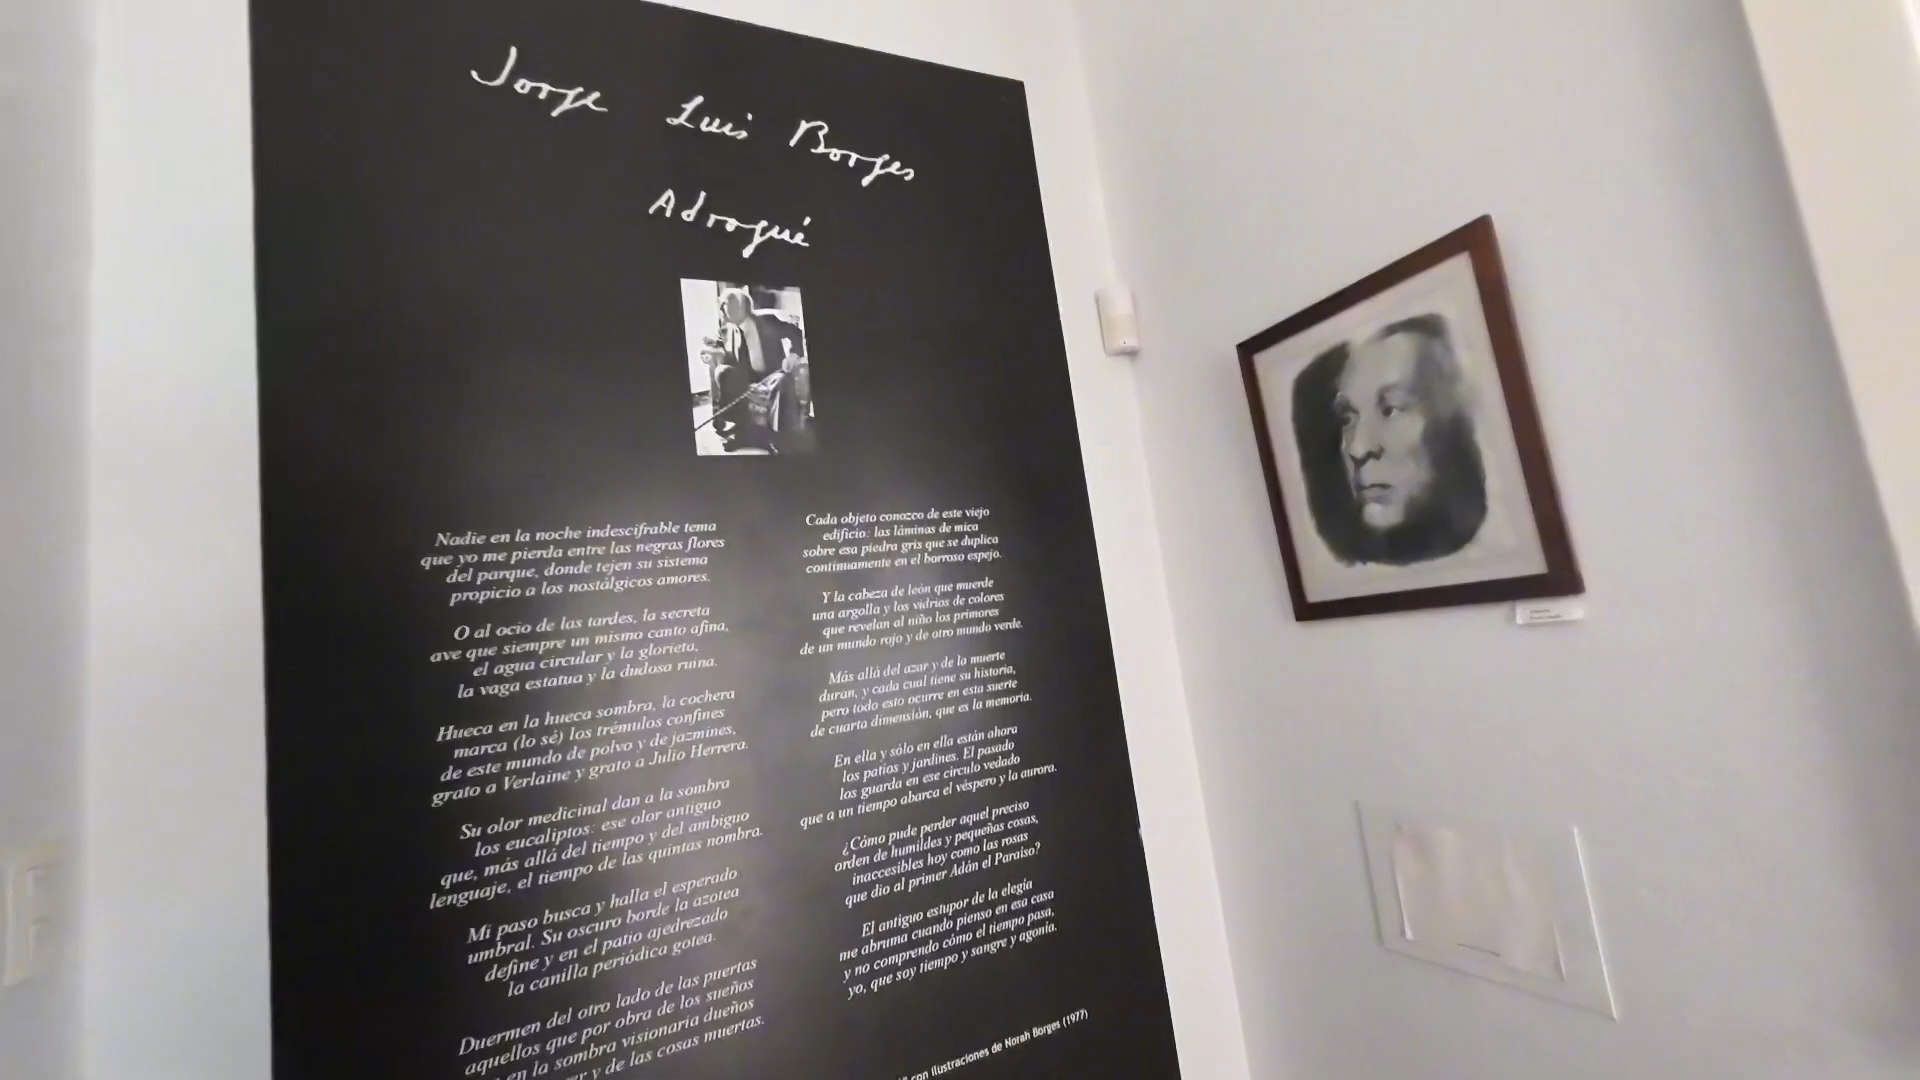 Jorge Luis Borges
Adrogué
Nadie en la noche indescifrable tema
que yo me pierda entre las negras flores
del parque, donde tejen su sistema
propicio a los nostálgicos amores.
O al ocio de las tardes, la secreta
ave que siempre un mismo canto afina,
el agua circular y la glorieta,
la vaga estatua y la dudosa ruina.
Hueca en la hueca sombra, la cochera
marca (lo sé) los trémulos confines
de este mundo de polvo y de jazmines,
grato a Verlaine y grato a Julio Herrera.
Su olor medicinal dan a la sombra
los eucaliptos: ese olor antiguo
que, más allá del tiempo y del ambiguo
lenguaje, el tiempo de las quintas nombra.
Mi paso busca y halla el esperado
umbral. Su oscuro borde la azotea
define y en el patio ajedrezado
la canilla periódica gotea.
Duermen del otro lado de las puertas
aquellos que por obra de los sueños
en la sombra visionaria dueños
y de las cosas muertas.
Cada objeto conozco de este viejo
edificio: las láminas de mica
sobre esa piedra gris que se duplica
continuamente en el borroso espejo.
Y la cabeza de león que muerde
una argolla y los vidrios de colores
que revelan al niño los primores
de un mundo rojo y de otro mundo verde.
Más allá del azar y de la muerte
duran, y cada cual tiene su historia,
pero todo esto ocurre en esta suerte
de cuarta dimensión, que es la memoria.
En ella y sólo en ella están ahora
los patios y jardines. El pasado
los guarda en ese círculo vedado
que a un tiempo abarca el véspero y la aurora.
¿Cómo pude perder aquel preciso
orden de humildes y pequeñas cosas,
inaccesibles hoy como las rosas
que dio al primer Adán el Paraíso?
El antiguo estupor de la elegía
me abruma cuando pienso en esa casa
y no comprendo cómo el tiempo pasa,
yo, que soy tiempo y sangre y agonía.
con ilustraciones de Norah Borges (1977)